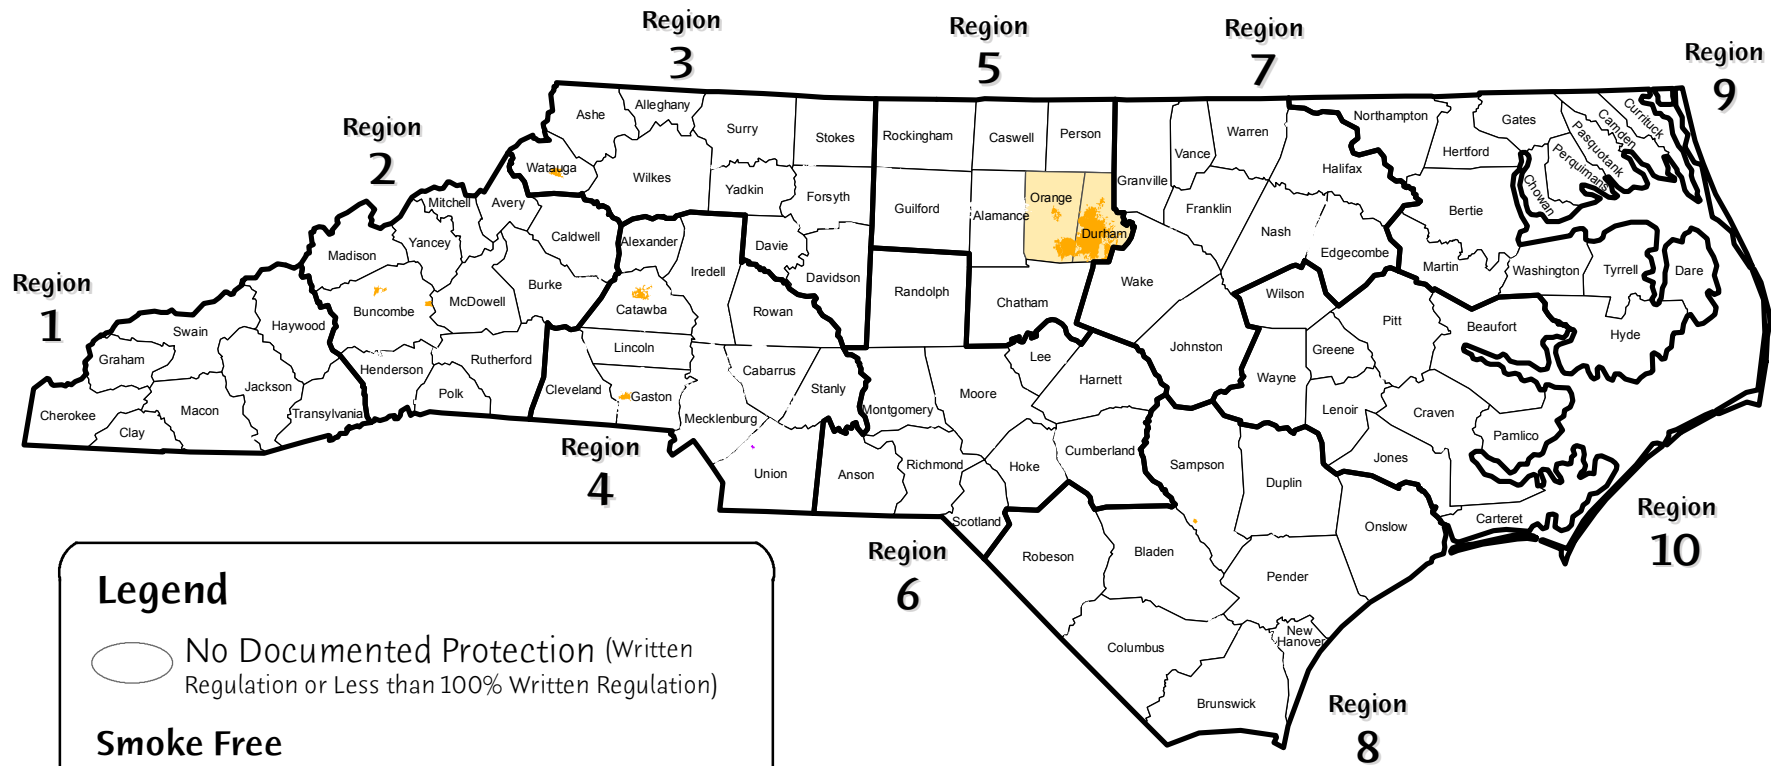 Region
3
Region
5
Region
7
Region
9
Region
2
Region
1
Ashe
Alleghany
Surry
Stokes
Rockingham
Caswell
Person
Vance
Warren
Northampton
Gates
Currituck
Camden
Pasquotank
Perquimans
Chowan
Hertford
Halifax
Watauga
Wilkes
Yadkin
Forsyth
Guilford
Alamance
Orange
Durham
Granville
Franklin
Nash
Edgecombe
Bertie
Martin
Washington
Tyrrell
Dare
Mitchell
Avery
Yancey
Madison
Caldwell
Alexander
Iredell
Davie
Davidson
Randolph
Chatham
Wake
Wilson
Pitt
Beaufort
Hyde
Swain
Haywood
Buncombe
McDowell
Burke
Catawba
Rowan
Graham
Jackson
Henderson
Rutherford
Polk
Lincoln
Cleveland
Gaston
Cabarrus
Stanly
Lee
Johnston
Greene
Wayne
Cherokee
Clay
Macon
Transylvania
Mecklenburg
Montgomery
Moore
Harnett
Lenoir
Craven
Pamlico
Union
Anson
Richmond
Hoke
Cumberland
Sampson
Duplin
Jones
Scotland
Onslow
Carteret
Robeson
Bladen
Pender
Columbus
New
Hanover
Brunswick
Region
4
Region
6
Region
10
Region
8
Legend
No Documented Protection (Written
Regulation or Less than 100% Written Regulation)
Smoke Free